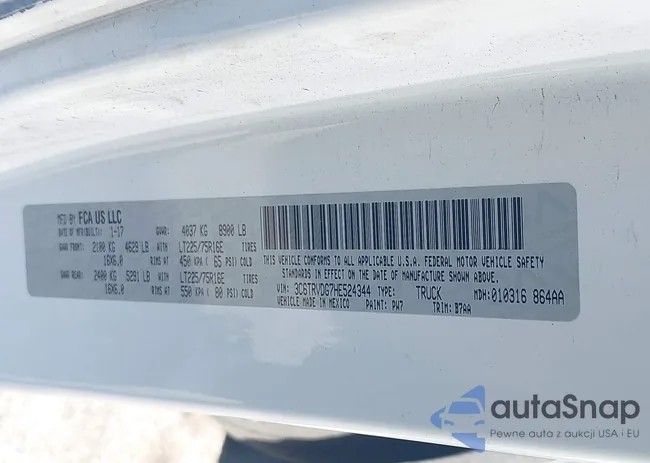 MFD BY FCA US LLC
DATE OF MFR(BUILT): 1-17 GVWR: 4037 KG 8900 LB
GAWR FRONT: 2100 KG 4629 LB WITH LT225/75R16E TIRES
16X6.0 RIMS AT 450 KPA ( 65 PSI) COLD
GAWR REAR: 2400 KG 5291 LB WITH LT225/75R16E TIRES
16X6.0 RIMS AT 550 KPA ( 80 PSI) COLD
THIS VEHICLE CONFORMS TO ALL APPLICABLE U.S.A. FEDERAL MOTOR VEHICLE SAFETY
STANDARDS IN EFFECT ON THE DATE OF MANUFACTURE SHOWN ABOVE.
VIN: 3C6TRVDG7HE524344 TYPE: TRUCK MDH: 010316 864AA
VEHICLE MADE IN MEXICO PAINT: PW7 TRIM: B7AA
autaSnap
Pewne auta z aukcji USA i EU